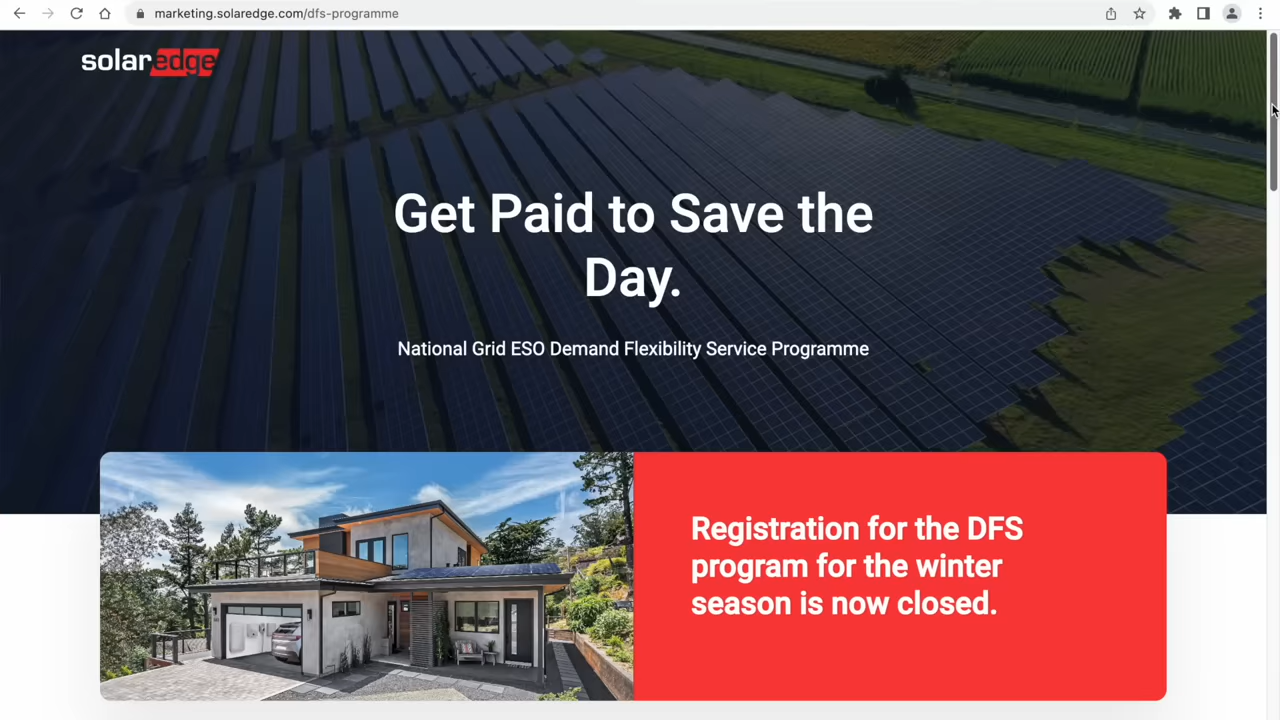 marketing.solaredge.com/dfs-programme
solaredge
Get Paid to Save the
Day.
National Grid ESO Demand Flexibility Service Programme
Registration for the DFS
program for the winter
season is now closed.